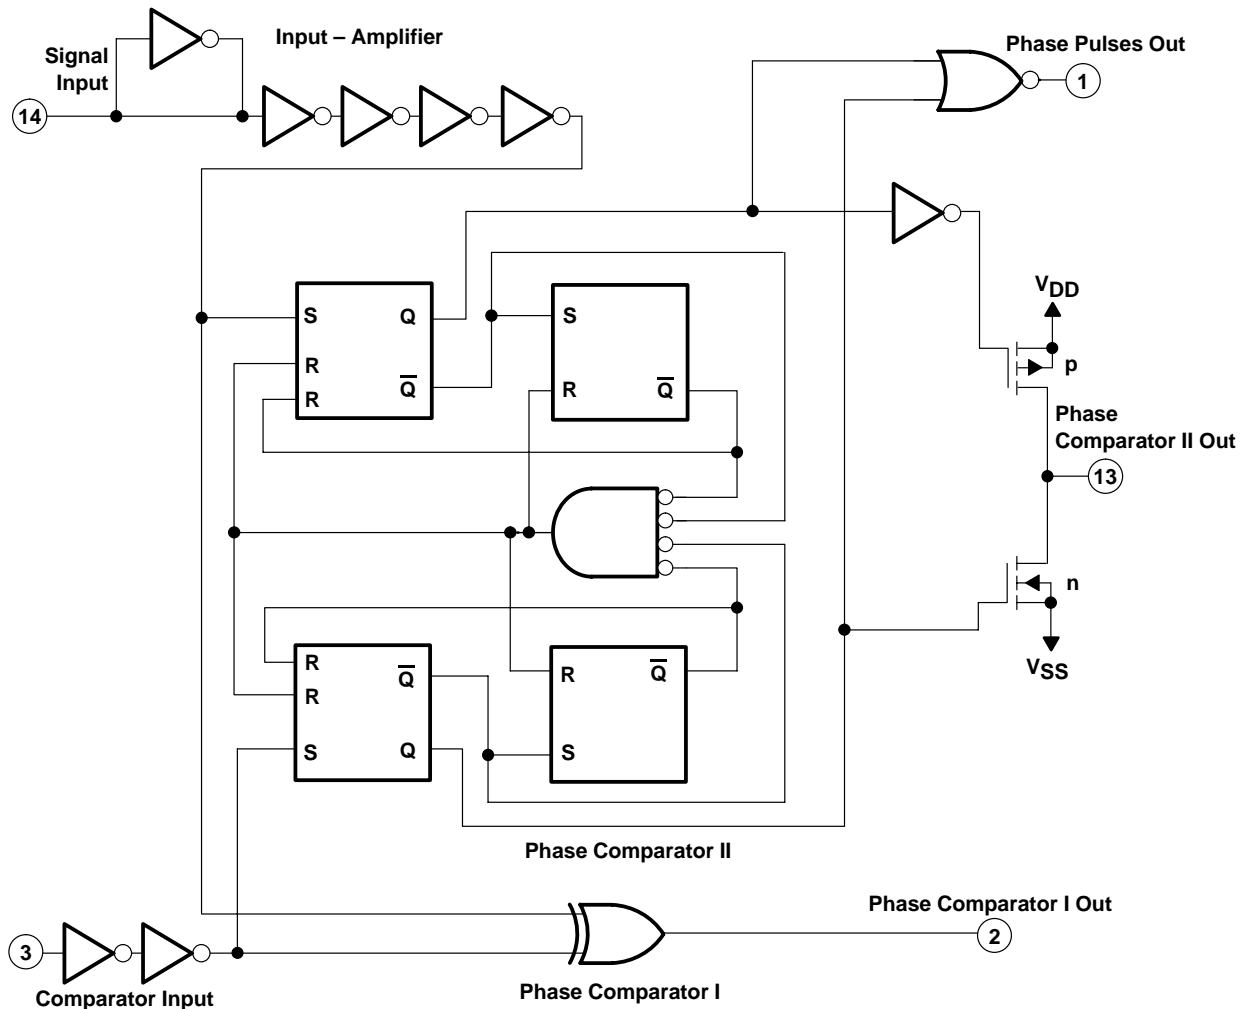 Input – Amplifier
Signal
Input
14
Phase Pulses Out
1
S
Q
R
R
Q̅
S
R
Q̅
VDD
p
Phase
Comparator II Out
13
n
VSS
R
R
Q̅
S
Q
R
Q̅
S
Phase Comparator II
Phase Comparator I Out
2
3
Comparator Input
Phase Comparator I